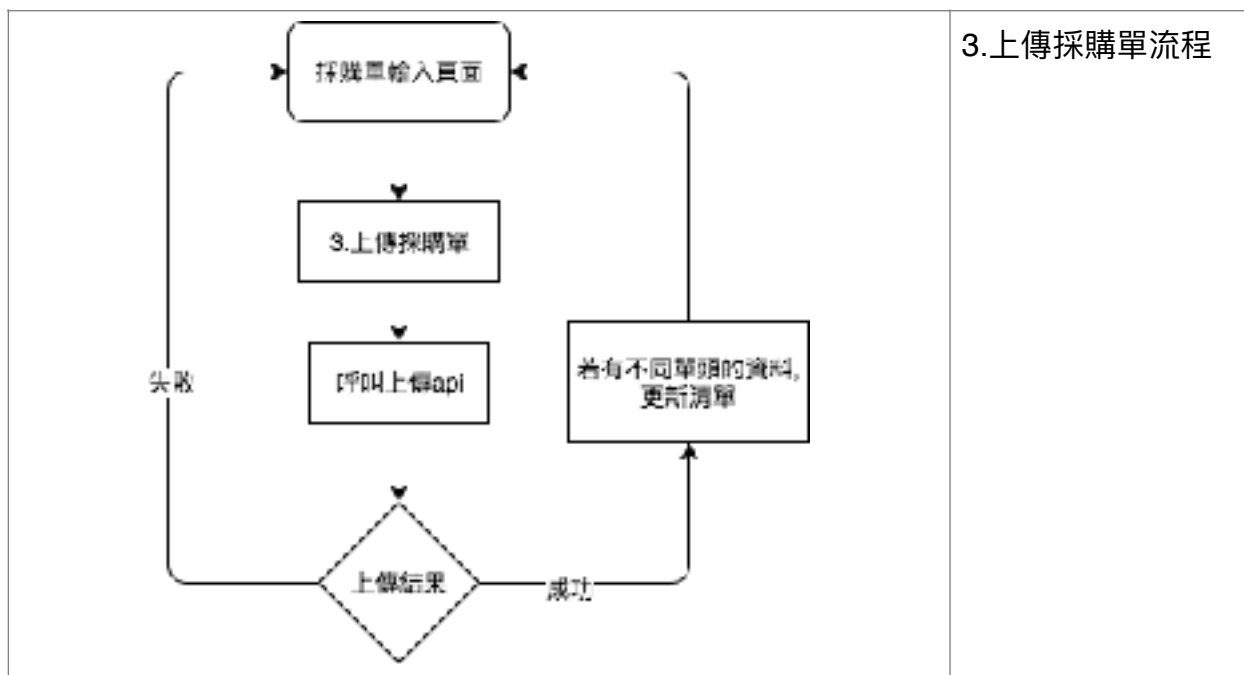 3.上傳採購單流程
採購單輸入頁面
3.上傳採購單
呼叫上傳api
若有不同單頭的資料,
更新清單
失敗
上傳結果
成功